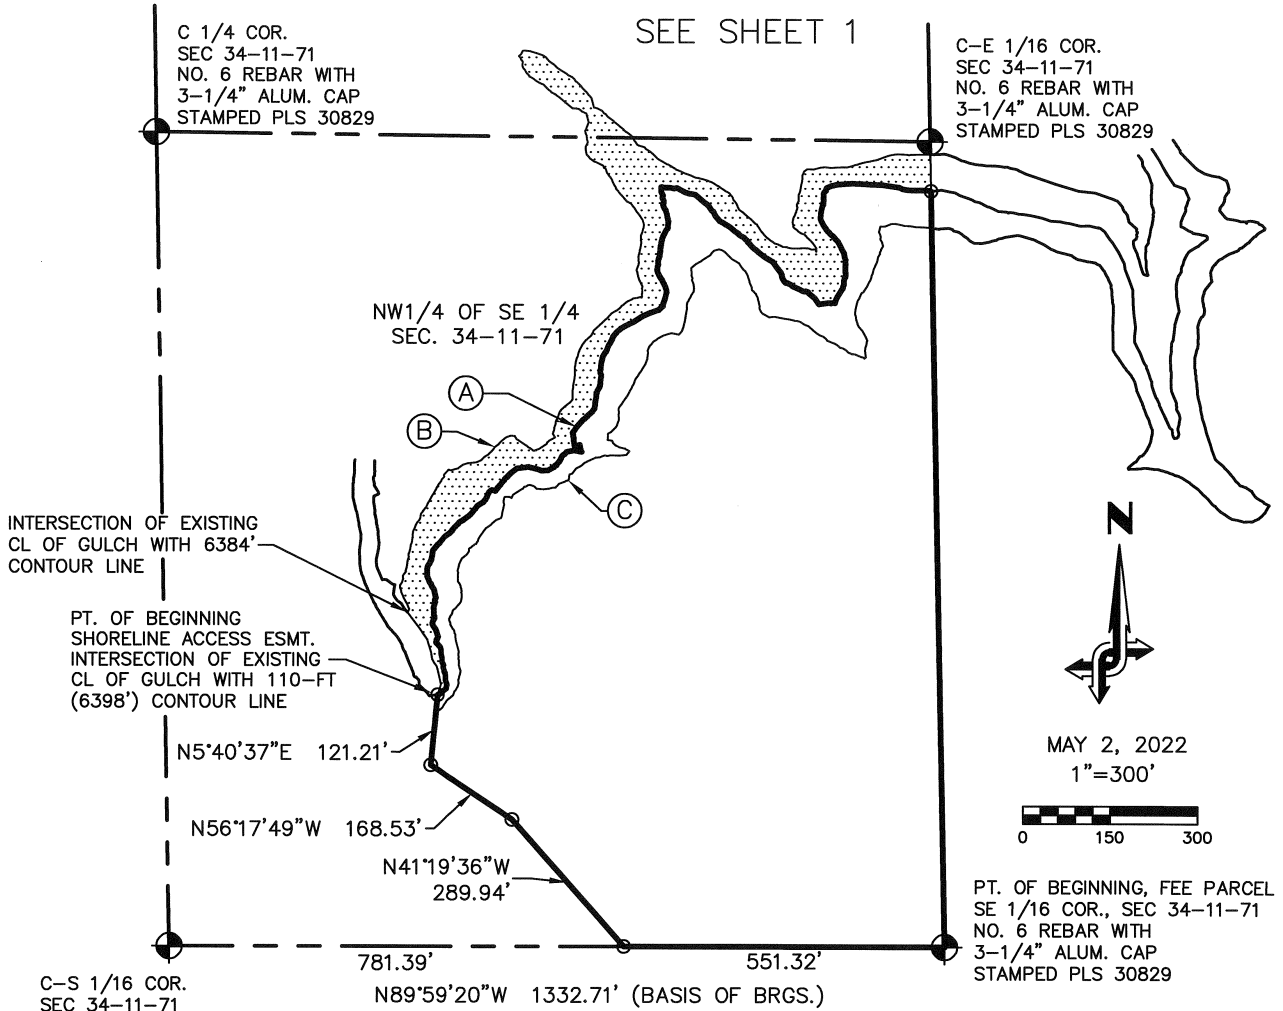 SEE SHEET 1
C 1/4 COR.
SEC 34-11-71
NO. 6 REBAR WITH
3-1/4" ALUM. CAP
STAMPED PLS 30829
C-E 1/16 COR.
SEC 34-11-71
NO. 6 REBAR WITH
3-1/4" ALUM. CAP
STAMPED PLS 30829
NW1/4 OF SE 1/4
SEC. 34-11-71
A
B
C
INTERSECTION OF EXISTING
CL OF GULCH WITH 6384'
CONTOUR LINE
PT. OF BEGINNING
SHORELINE ACCESS ESMT.
INTERSECTION OF EXISTING
CL OF GULCH WITH 110-FT
(6398') CONTOUR LINE
N
N5°40'37"E 121.21'
MAY 2, 2022
1"=300'
0 150 300
N56°17'49"W 168.53'
N41°19'36"W
289.94'
PT. OF BEGINNING, FEE PARCEL
SE 1/16 COR., SEC 34-11-71
NO. 6 REBAR WITH
3-1/4" ALUM. CAP
STAMPED PLS 30829
781.39' 551.32'
N89°59'20"W 1332.71' (BASIS OF BRGS.)
C-S 1/16 COR.
SEC 34-11-71